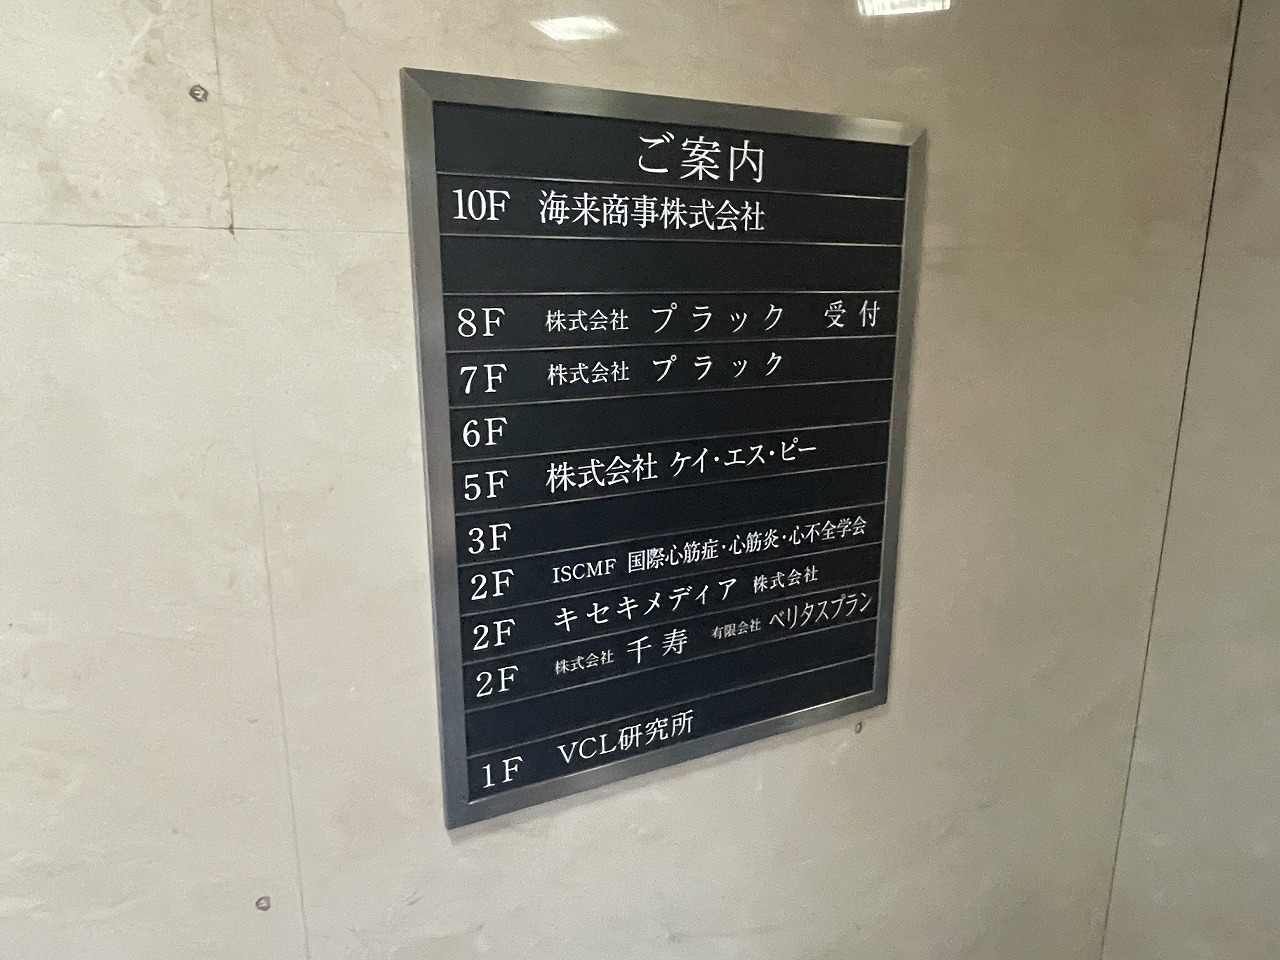 ご案内
10F 海来商事株式会社
8F 株式会社 プラック 受付
7F 株式会社 プラック
6F
5F 株式会社 ケイ・エス・ピー
3F
2F ISCMF 国際心筋症・心筋炎・心不全学会
2F キセキメディア 株式会社
2F 株式会社 千寿 有限会社 ベリタスプラン
1F VCL研究所